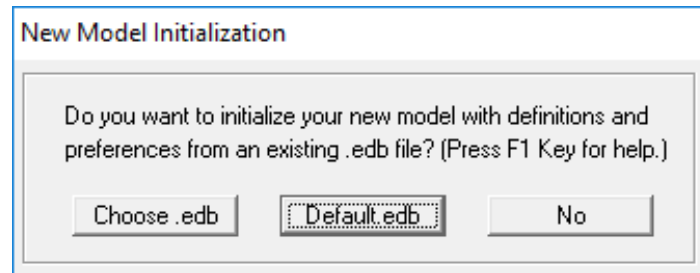 New Model Initialization
Do you want to initialize your new model with definitions and
preferences from an existing .edb file? (Press F1 Key for help.)
Choose .edb Default.edb No